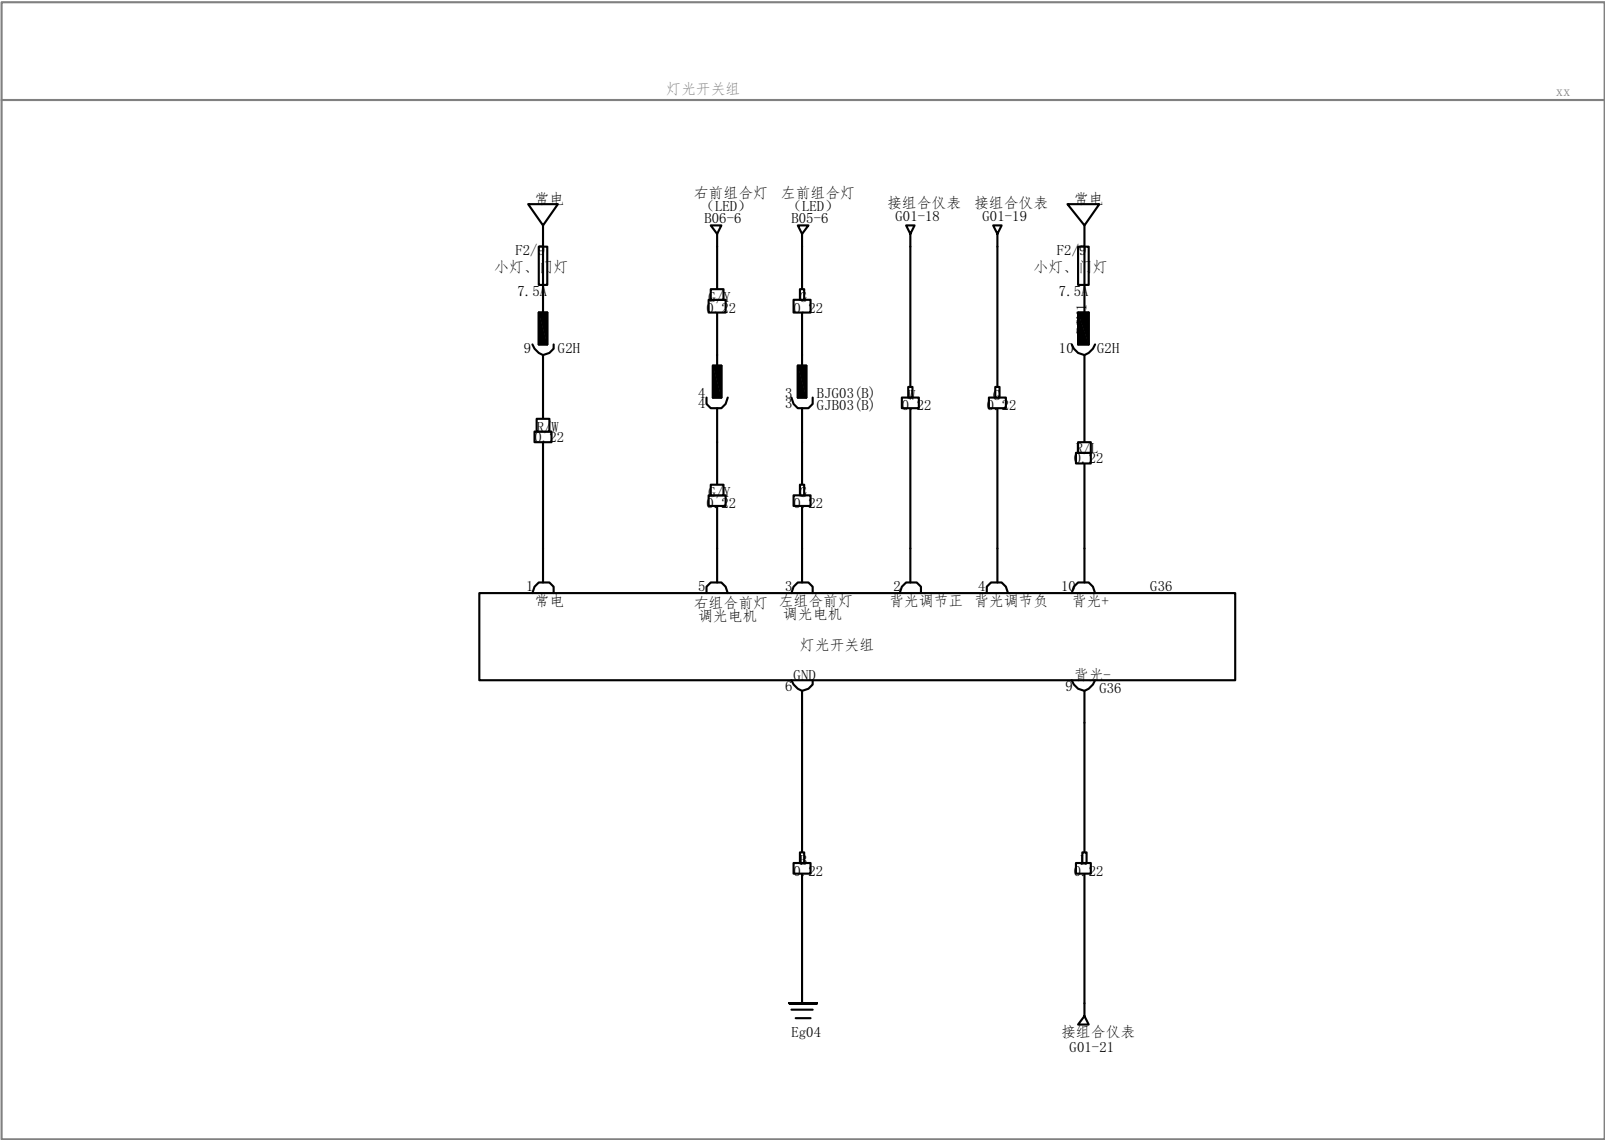 灯光开关组
xx
常电
右前组合灯
(LED)
B06-6
左前组合灯
(LED)
B05-6
接组合仪表
G01-18
接组合仪表
G01-19
常电
F2/
小灯、门灯
7.5A
F2/9
小灯、门灯
7.5A
G/Y
0.22
0.22
9
G2H
10
G2H
4
4
3
3
BJG03(B)
GJB03(B)
0.22
0.22
R/W
0.22
R/L
0.22
G/Y
0.22
0.22
1
5
3
2
4
10
G36
常电
右组合前灯
调光电机
左组合前灯
调光电机
背光调节正
背光调节负
背光+
灯光开关组
GND
背光-
6
9
G36
0.22
0.22
Eg04
接组合仪表
G01-21